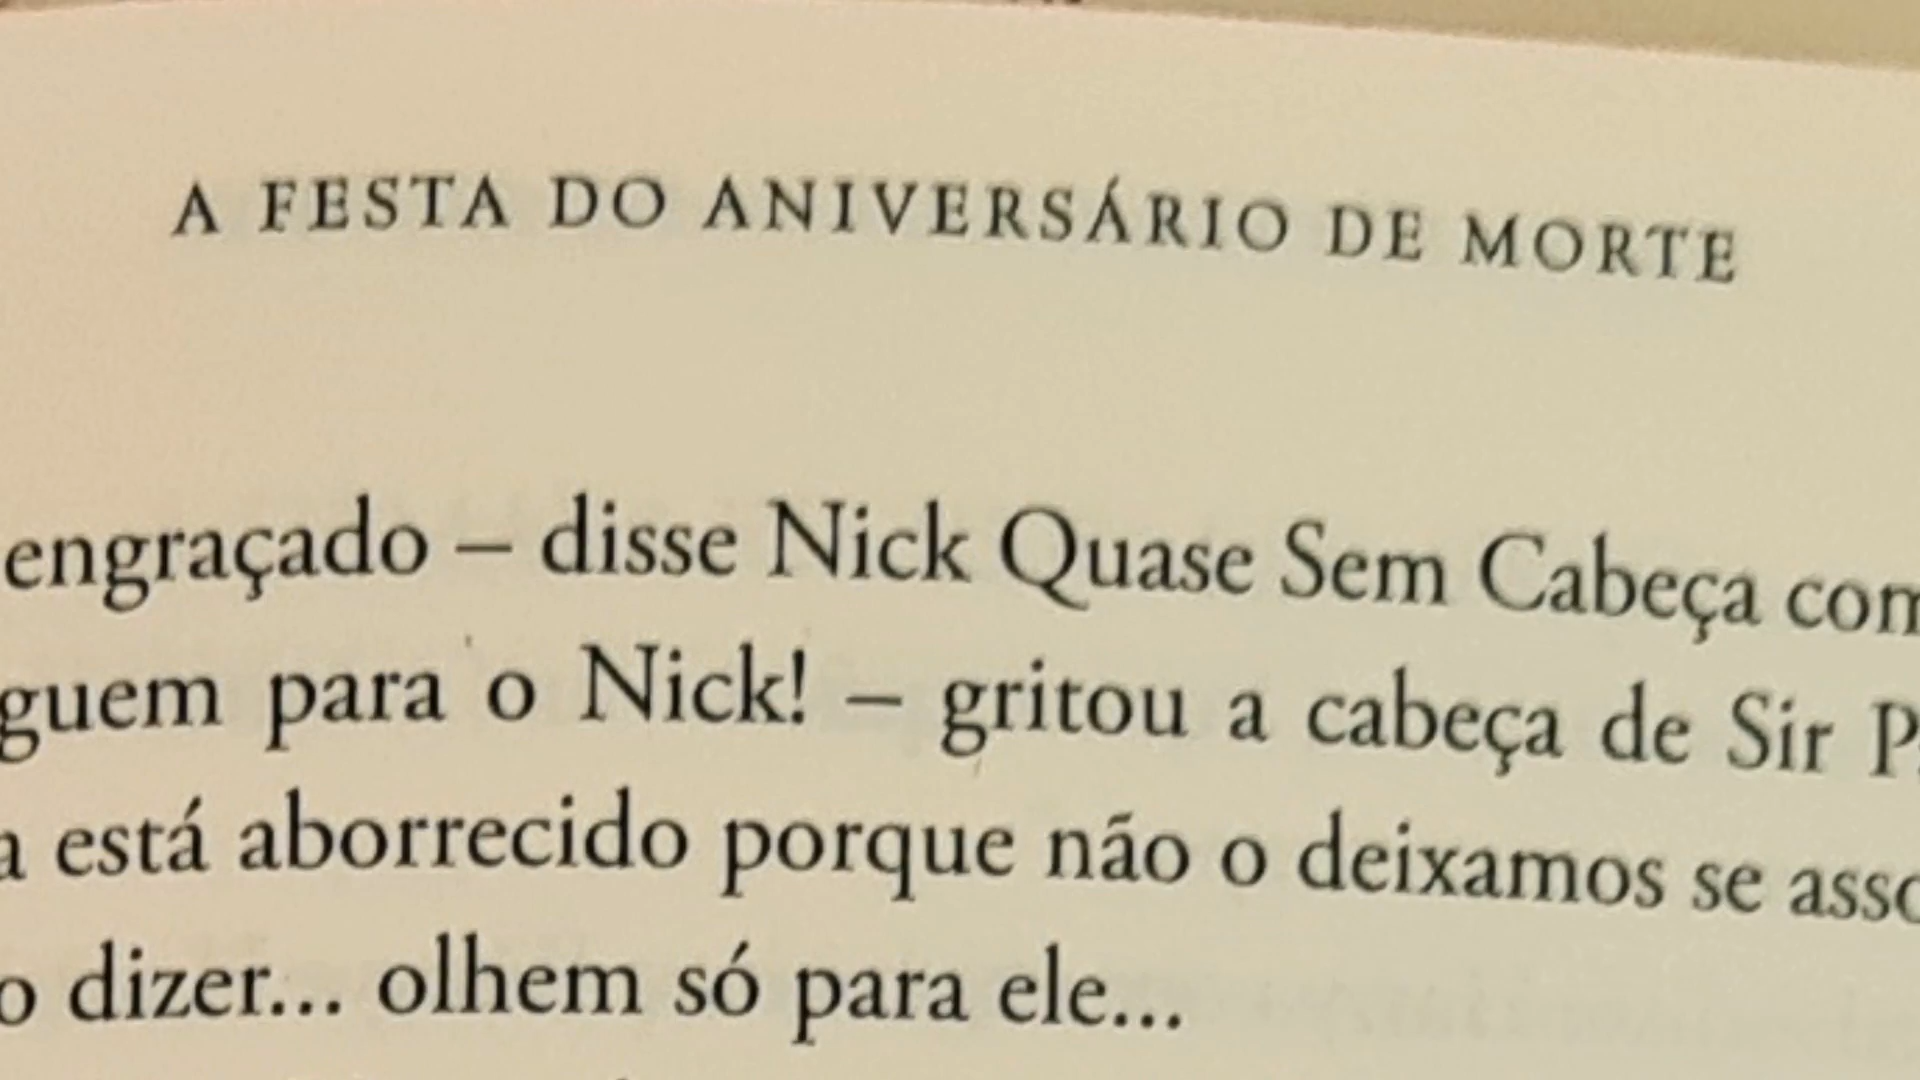 A FESTA DO ANIVERSÁRIO DE MORTE
engraçado – disse Nick Quase Sem Cabeça com
guem para o Nick! – gritou a cabeça de Sir P
a está aborrecido porque não o deixamos se asso
o dizer... olhem só para ele...